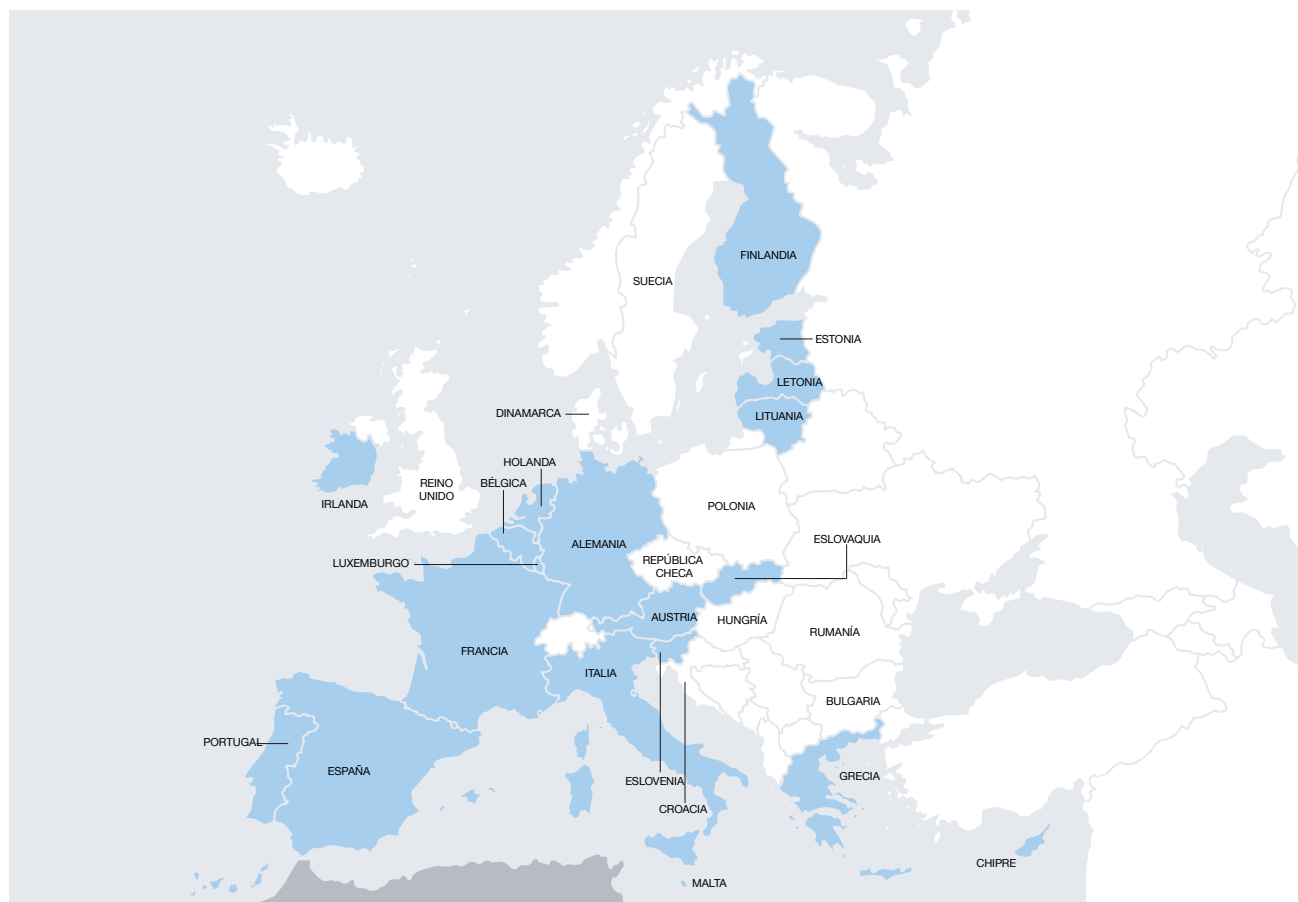 FINLANDIA
SUECIA
ESTONIA
LETONIA
DINAMARCA
LITUANIA
HOLANDA
BÉLGICA
REINO
UNIDO
IRLANDA
POLONIA
ESLOVAQUIA
ALEMANIA
LUXEMBURGO
REPÚBLICA
CHECA
AUSTRIA
HUNGRÍA
RUMANÍA
FRANCIA
ITALIA
BULGARIA
PORTUGAL
ESPAÑA
GRECIA
ESLOVENIA
CROACIA
CHIPRE
MALTA